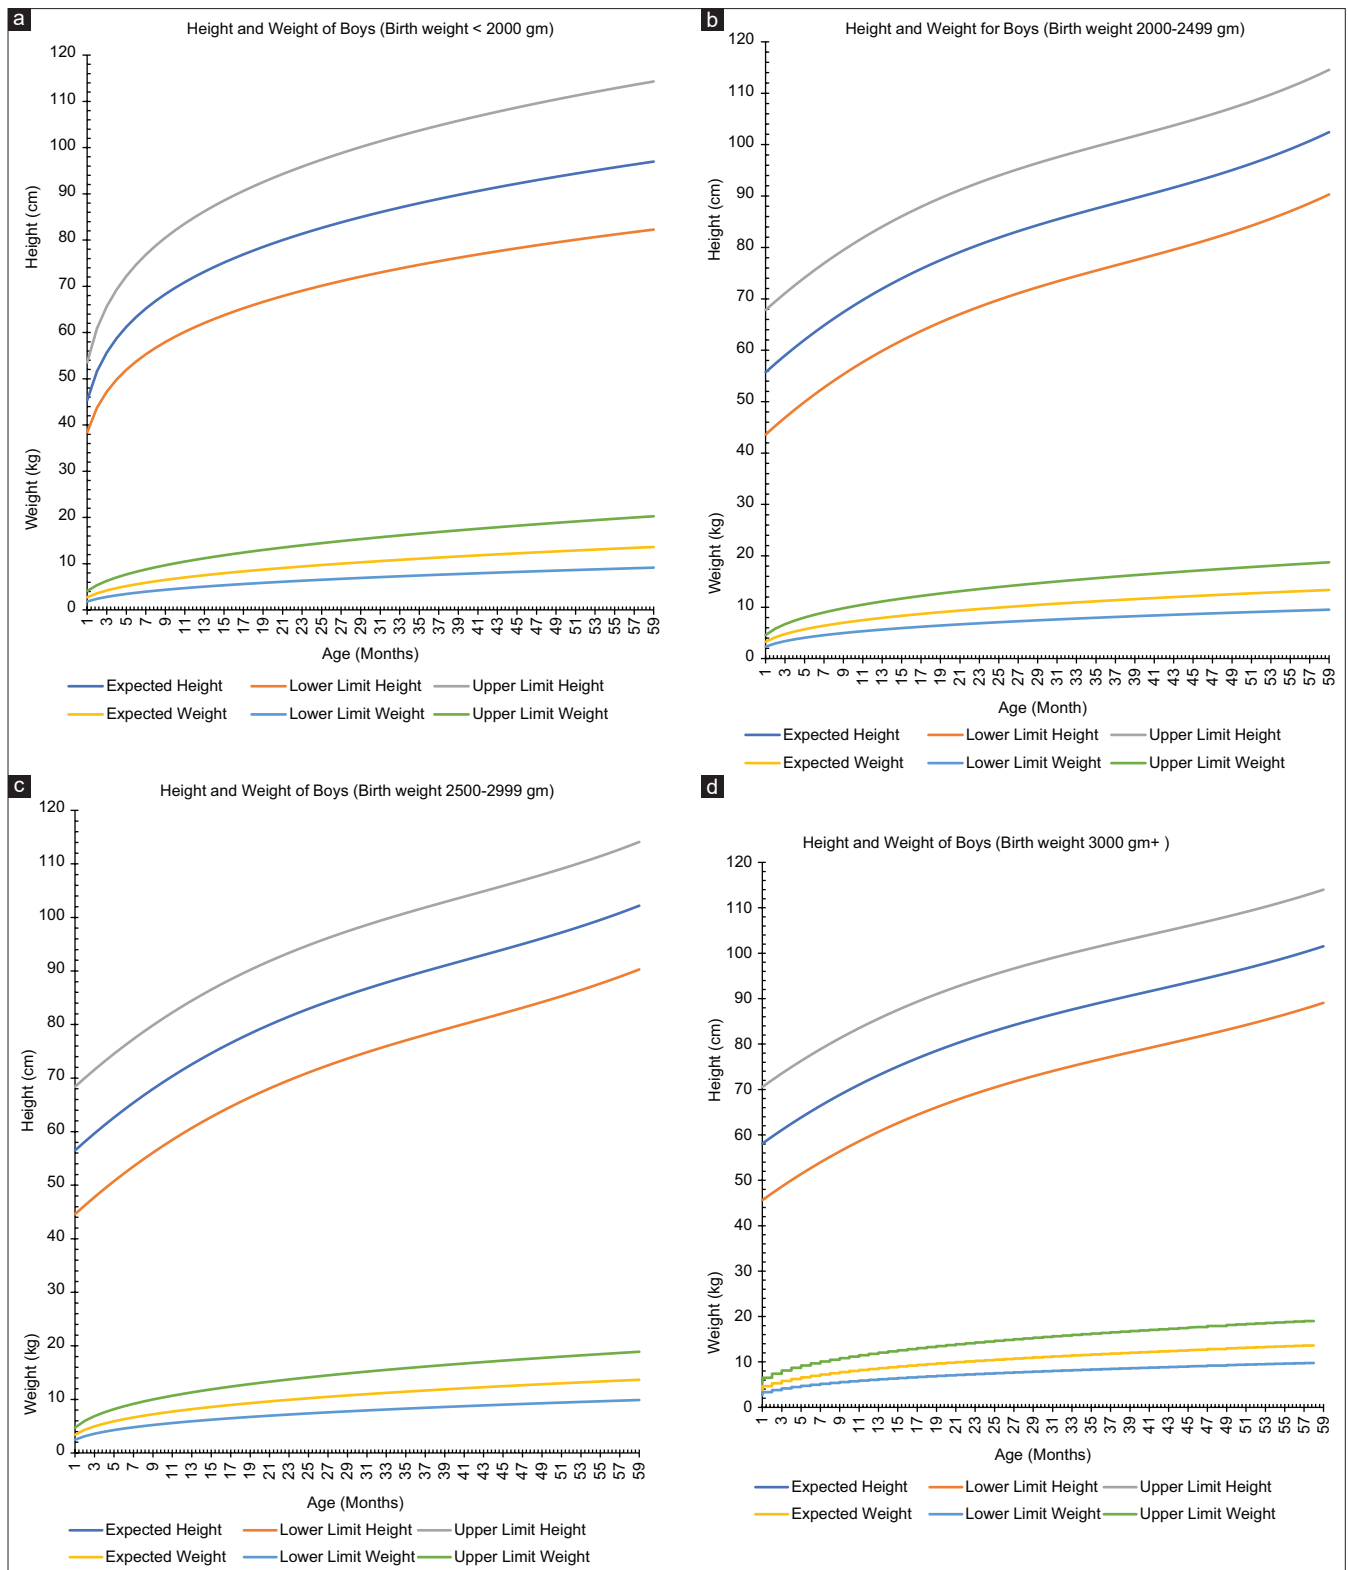 a
Height and Weight of Boys (Birth weight < 2000 gm)
120
110
100
90
80
70
60
50
40
30
20
10
0
Height (cm)
Weight (kg)
1 3 5 7 9 11 13 15 17 19 21 23 25 27 29 31 33 35 37 39 41 43 45 47 49 51 53 55 57 59
Age (Months)
Expected Height Lower Limit Height Upper Limit Height
Expected Weight Lower Limit Weight Upper Limit Weight
b
Height and Weight for Boys (Birth weight 2000-2499 gm)
120
110
100
90
80
70
60
50
40
30
20
10
0
Height (cm)
Weight (kg)
1 3 5 7 9 11 13 15 17 19 21 23 25 27 29 31 33 35 37 39 41 43 45 47 49 51 53 55 57 59
Age (Month)
Expected Height Lower Limit Height Upper Limit Height
Expected Weight Lower Limit Weight Upper Limit Weight
c
Height and Weight of Boys (Birth weight 2500-2999 gm)
120
110
100
90
80
70
60
50
40
30
20
10
0
Height (cm)
Weight (kg)
1 3 5 7 9 11 13 15 17 19 21 23 25 27 29 31 33 35 37 39 41 43 45 47 49 51 53 55 57 59
Age (Months)
Expected Height Lower Limit Height Upper Limit Height
Expected Weight Lower Limit Weight Upper Limit Weight
d
Height and Weight of Boys (Birth weight 3000 gm+ )
120
110
100
90
80
70
60
50
40
30
20
10
0
Height (cm)
Weight (kg)
1 3 5 7 9 11 13 15 17 19 21 23 25 27 29 31 33 35 37 39 41 43 45 47 49 51 53 55 57 59
Age (Months)
Expected Height Lower Limit Height Upper Limit Height
Expected Weight Lower Limit Weight Upper Limit Weight